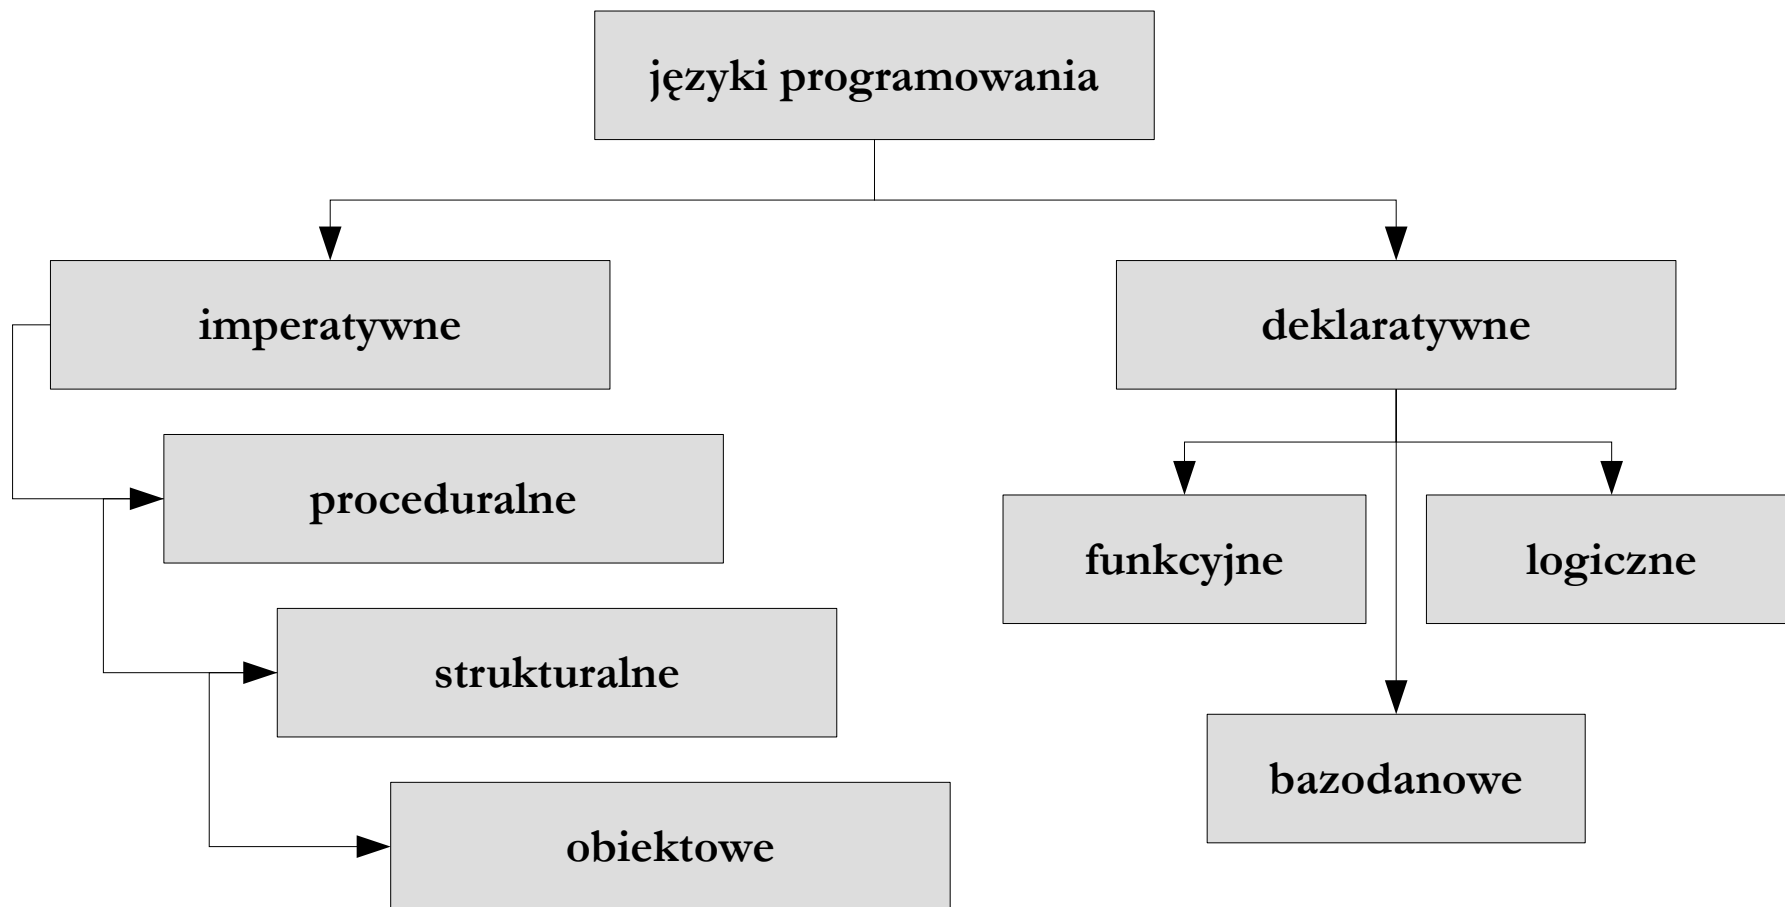 języki programowania
imperatywne
deklaratywne
proceduralne
funkcyjne
logiczne
strukturalne
bazodanowe
obiektowe